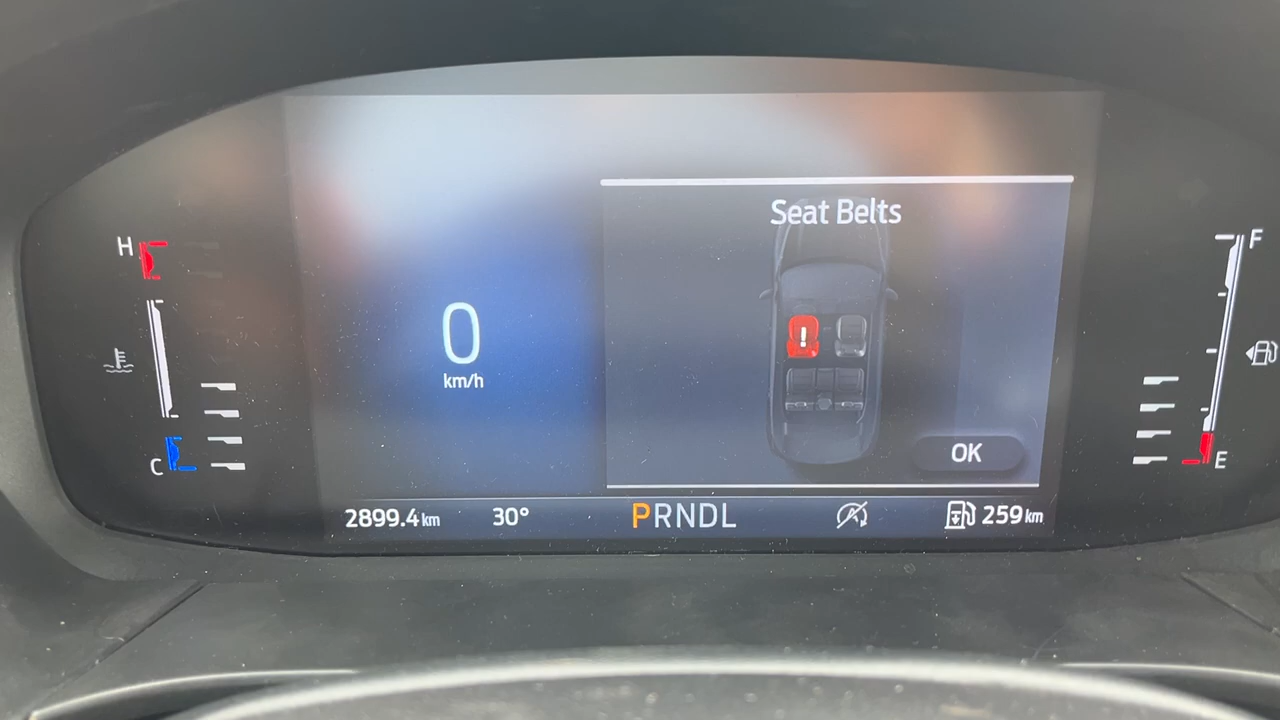 Seat Belts
H
F
0
km/h
!
OK
C
E
2899.4 km
30°
PRNDL
A
259 km